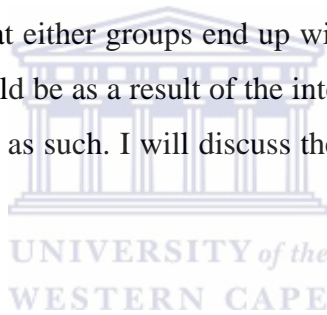 at either groups end up wi
ld be as a result of the inte
as such. I will discuss the
UNIVERSITY of the
WESTERN CAPE